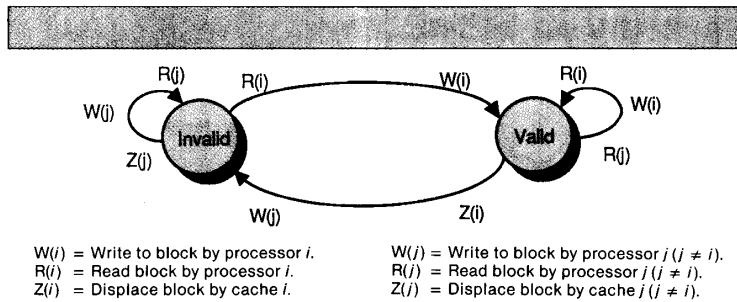 R(j)
R(i)
W(i)
R(i)
W(j)
W(i)
Invalid
Valid
Z(j)
R(j)
W(j)
Z(i)
W(i) = Write to block by processor i.
R(i) = Read block by processor i.
Z(i) = Displace block by cache i.
W(j) = Write to block by processor j (j ≠ i).
R(j) = Read block by processor j (j ≠ i).
Z(j) = Displace block by cache j (j ≠ i).